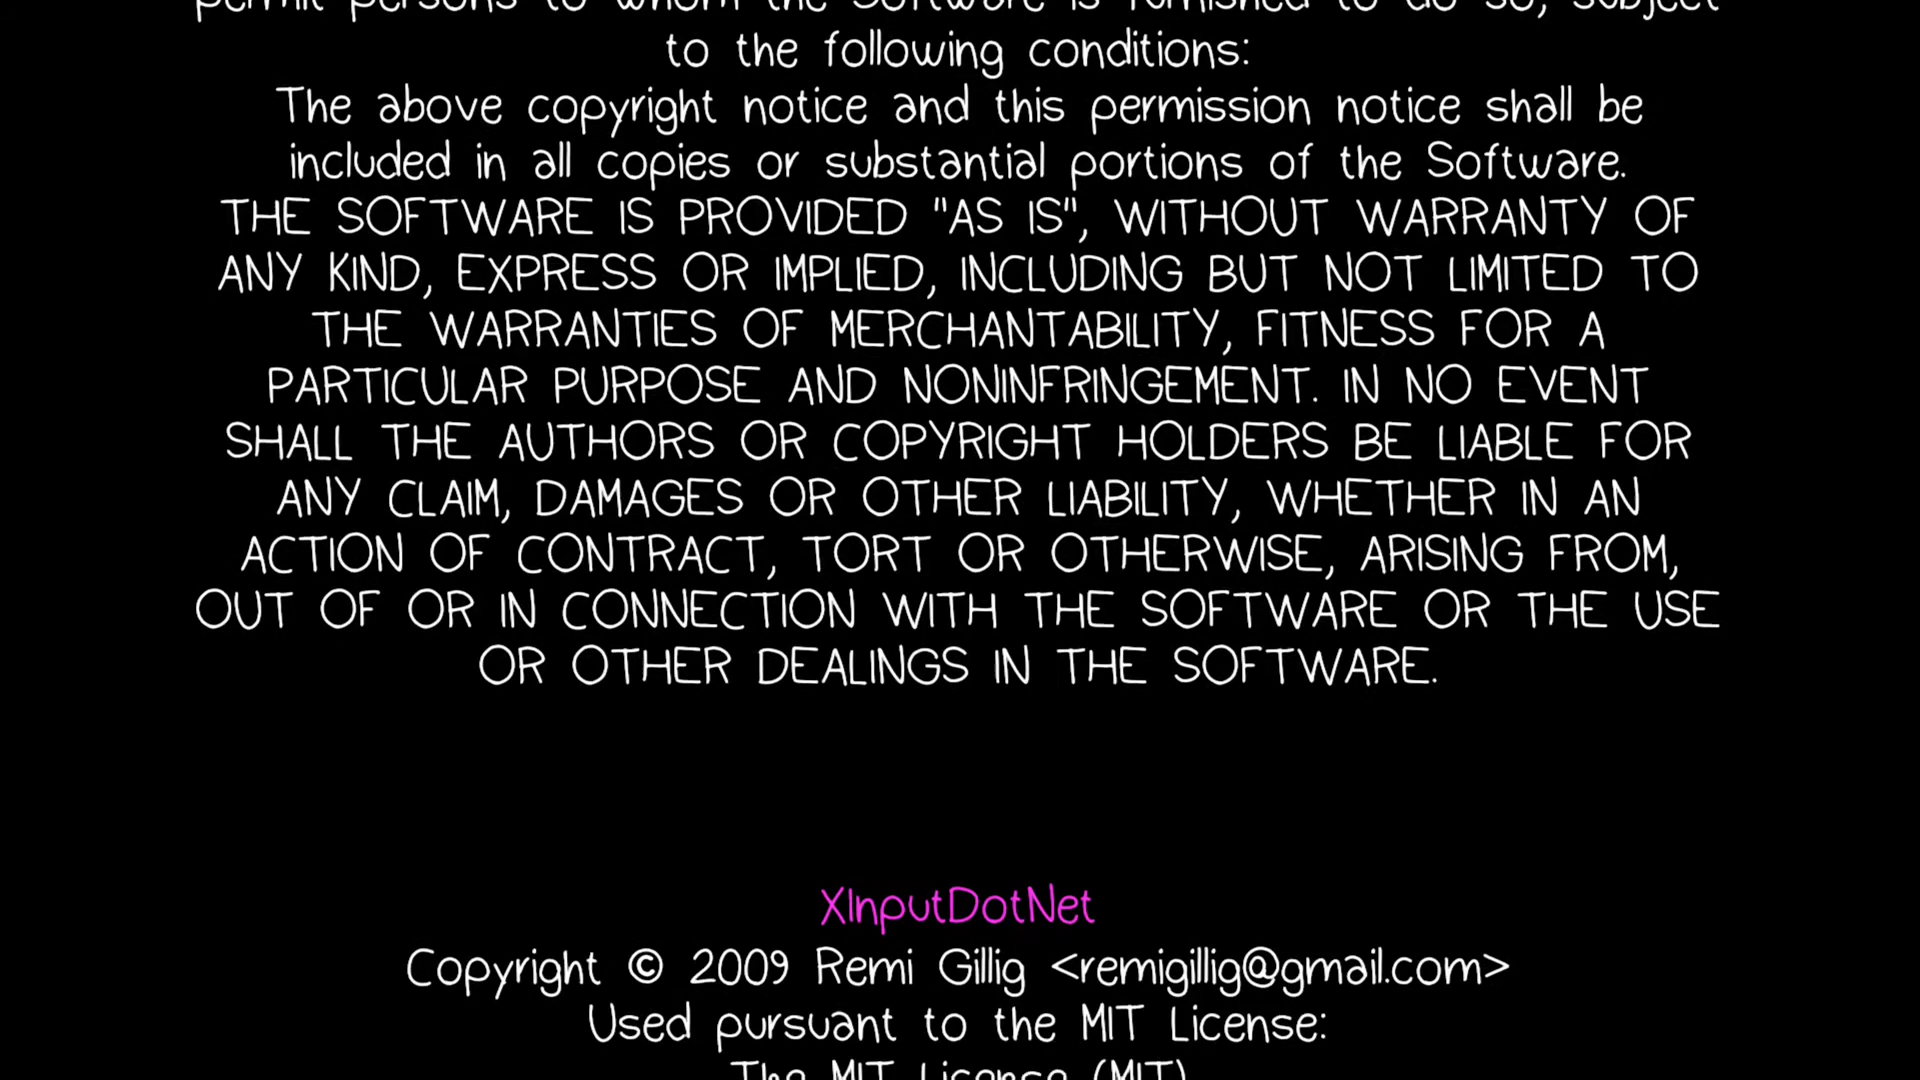 permit persons to whom the Software is furnished to do so, subject
to the following conditions:
The above copyright notice and this permission notice shall be
included in all copies or substantial portions of the Software.
THE SOFTWARE IS PROVIDED "AS IS", WITHOUT WARRANTY OF
ANY KIND, EXPRESS OR IMPLIED, INCLUDING BUT NOT LIMITED TO
THE WARRANTIES OF MERCHANTABILITY, FITNESS FOR A
PARTICULAR PURPOSE AND NONINFRINGEMENT. IN NO EVENT
SHALL THE AUTHORS OR COPYRIGHT HOLDERS BE LIABLE FOR
ANY CLAIM, DAMAGES OR OTHER LIABILITY, WHETHER IN AN
ACTION OF CONTRACT, TORT OR OTHERWISE, ARISING FROM,
OUT OF OR IN CONNECTION WITH THE SOFTWARE OR THE USE
OR OTHER DEALINGS IN THE SOFTWARE.
XInputDotNet
Copyright © 2009 Remi Gillig <remigillig@gmail.com>
Used pursuant to the MIT License:
The MIT License (MIT)